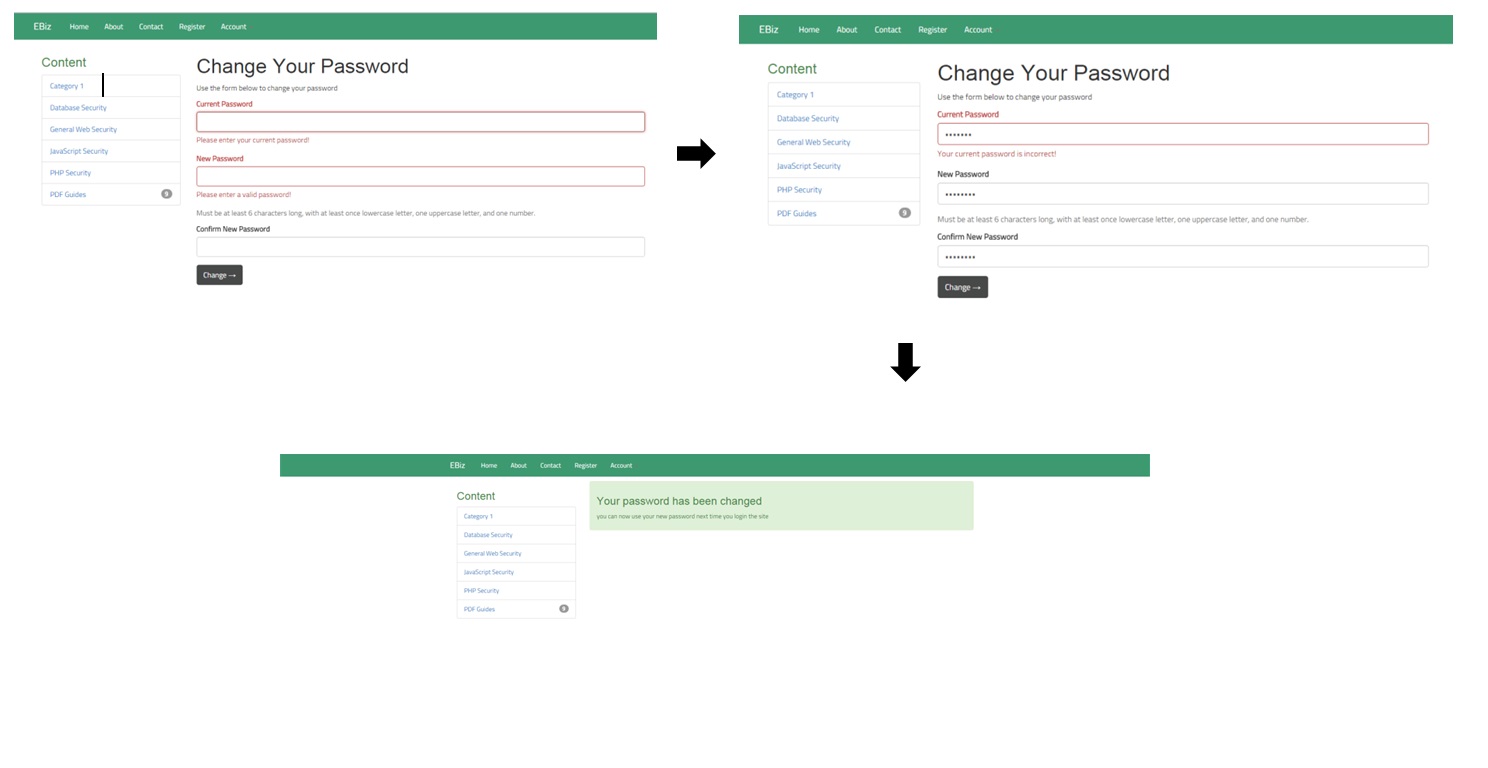 EBiz Home About Contact Register Account
Content
Category 1
Database Security
General Web Security
JavaScript Security
PHP Security
PDF Guides 9
Change Your Password
Use the form below to change your password
Current Password
Please enter your current password!
New Password
Please enter a valid password!
Must be at least 6 characters long, with at least once lowercase letter, one uppercase letter, and one number.
Confirm New Password
Change →
EBiz Home About Contact Register Account
Content
Category 1
Database Security
General Web Security
JavaScript Security
PHP Security
PDF Guides 9
Change Your Password
Use the form below to change your password
Current Password
•••••••
Your current password is incorrect!
New Password
••••••••
Must be at least 6 characters long, with at least once lowercase letter, one uppercase letter, and one number.
Confirm New Password
••••••••
Change →
EBiz Home About Contact Register Account
Content
Category 1
Database Security
General Web Security
JavaScript Security
PHP Security
PDF Guides 9
Your password has been changed
you can now use your new password next time you login the site